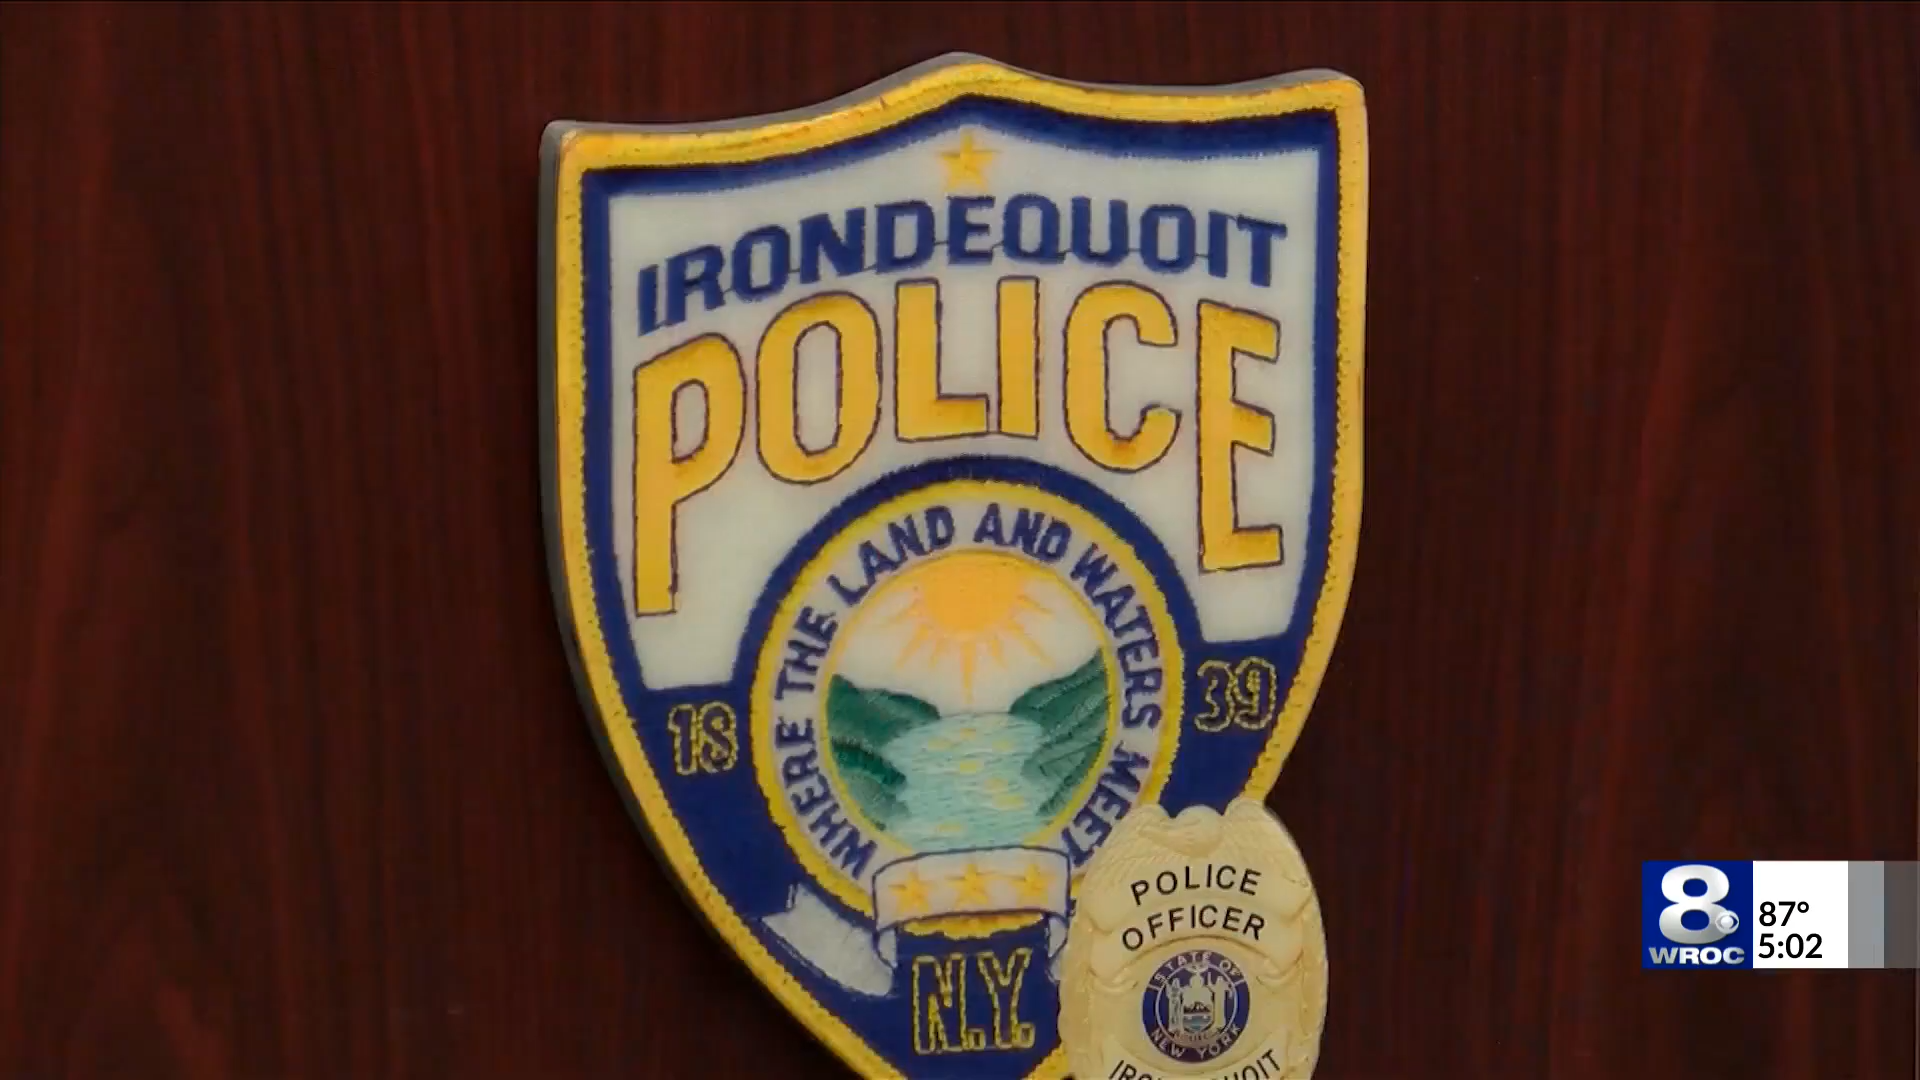 IRONDEQUOIT
POLICE
WHERE THE LAND AND WATERS MEET
18 39
N.Y.
POLICE
OFFICER
STATE OF
NEW YORK
8
WROC
87°
5:02